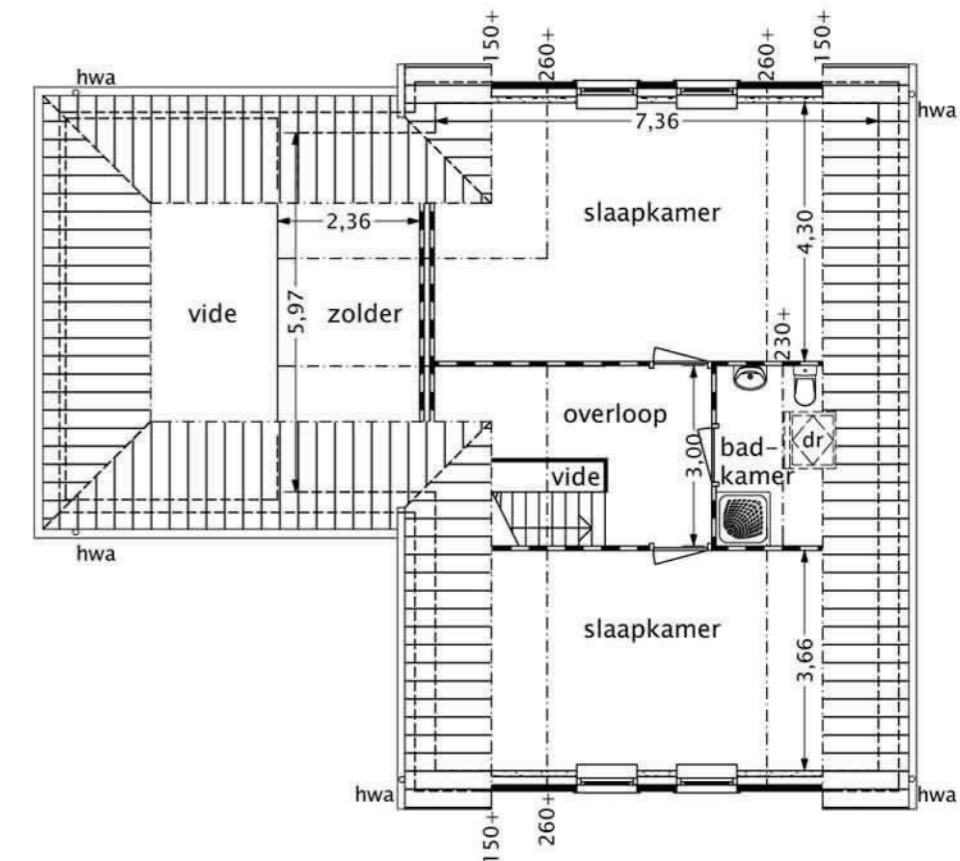 150+
260+
260+
150+
hwa
hwa
7,36
slaapkamer
4,30
2,36
5,97
vide
zolder
230+
overloop
3,00
bad-
kamer
dr
vide
hwa
slaapkamer
3,66
hwa
hwa
150+
260+